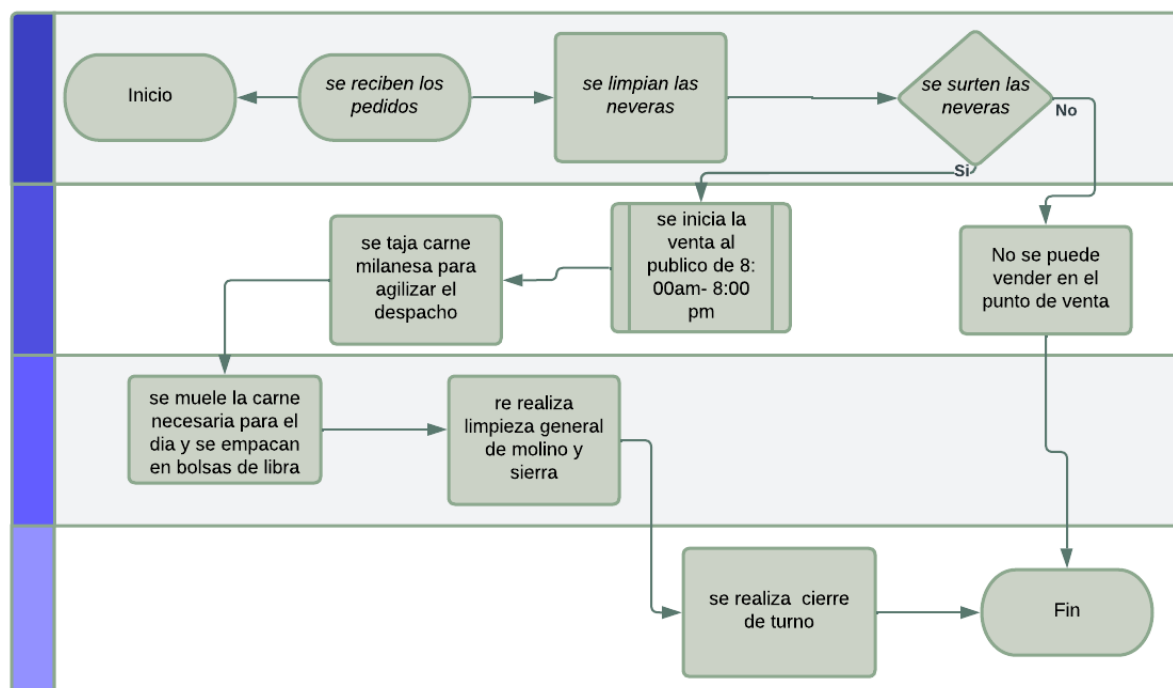 Inicio
se reciben los
pedidos
se limpian las
neveras
se surten las
neveras
No
Si
se taja carne
milanesa para
agilizar el
despacho
se inicia la
venta al
publico de 8:
00am- 8:00
pm
No se puede
vender en el
punto de venta
se muele la carne
necesaria para el
dia y se empacan
en bolsas de libra
re realiza
limpieza general
de molino y
sierra
se realiza cierre
de turno
Fin